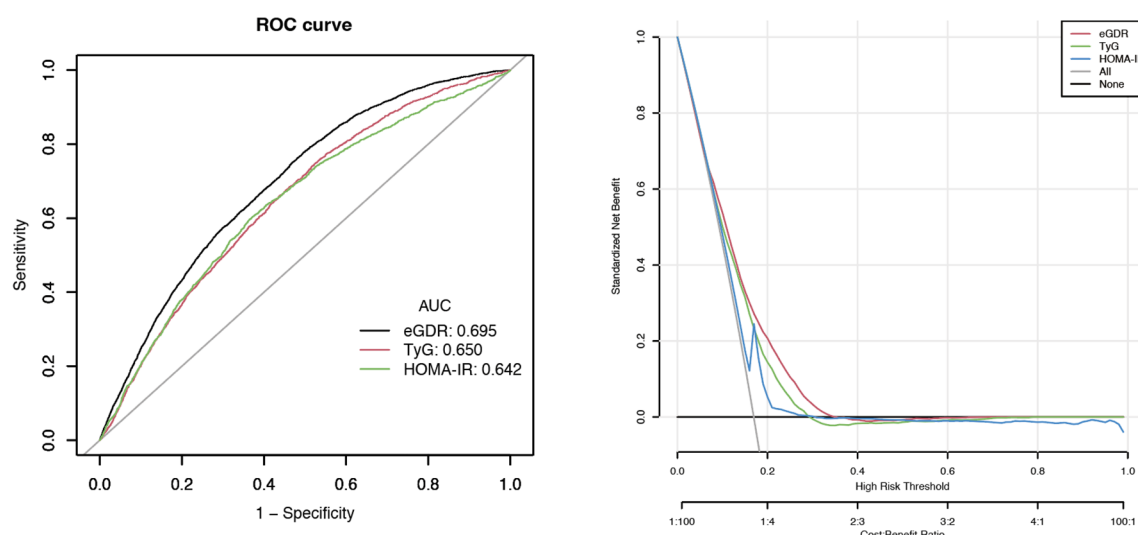 ROC curve
Sensitivity
1.0
0.8
0.6
0.4
0.2
0.0
AUC
eGDR: 0.695
TyG: 0.650
HOMA-IR: 0.642
0.0 0.2 0.4 0.6 0.8 1.0
1 − Specificity
eGDR
TyG
HOMA-I
All
None
Standardized Net Benefit
1.0
0.8
0.6
0.4
0.2
0.0
0.0 0.2 0.4 0.6 0.8 1.0
High Risk Threshold
1:100 1:4 2:3 3:2 4:1 100:1
Cost:Benefit Ratio